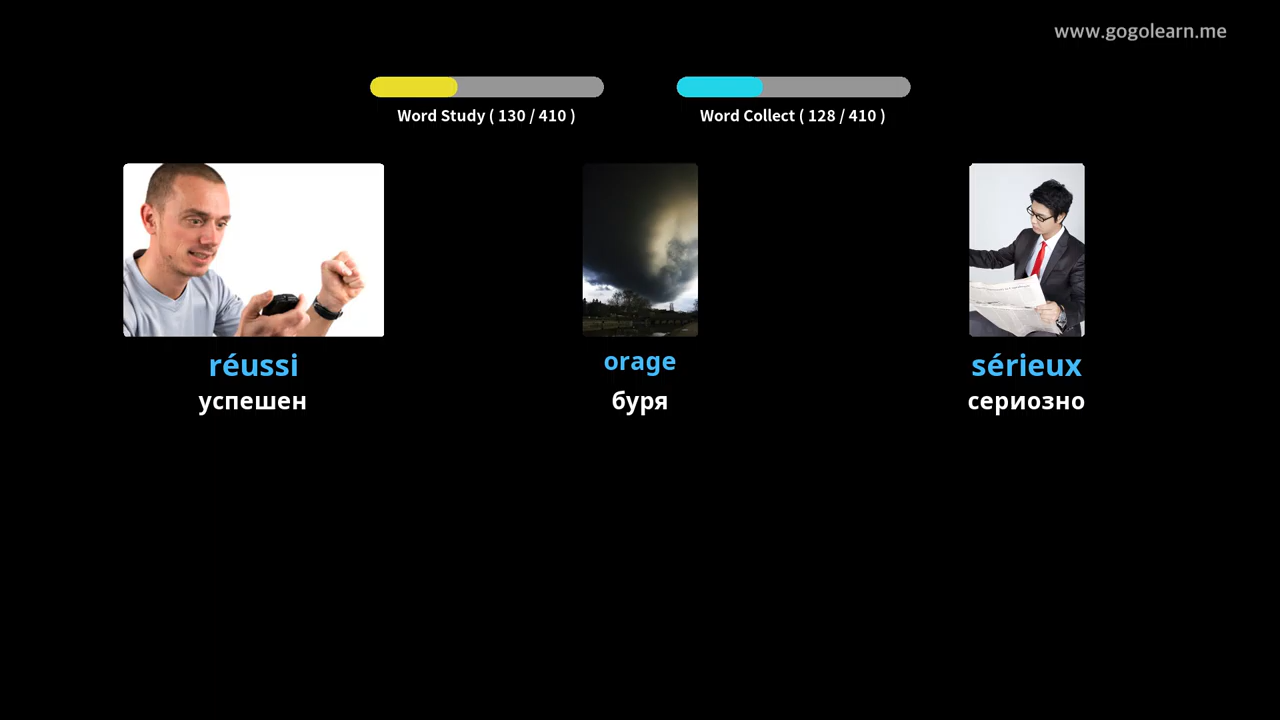 www.gogolearn.me
Word Study ( 130 / 410 )
Word Collect ( 128 / 410 )
réussi
успешен
orage
буря
sérieux
сериозно